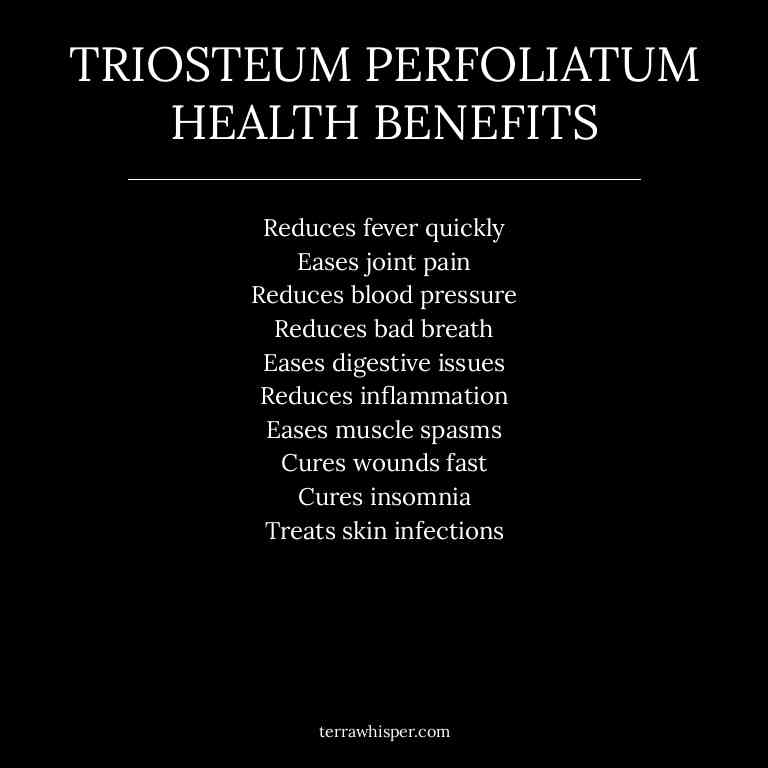 TRIOSTEUM PERFOLIATUM
HEALTH BENEFITS
Reduces fever quickly
Eases joint pain
Reduces blood pressure
Reduces bad breath
Eases digestive issues
Reduces inflammation
Eases muscle spasms
Cures wounds fast
Cures insomnia
Treats skin infections
terrawhisper.com